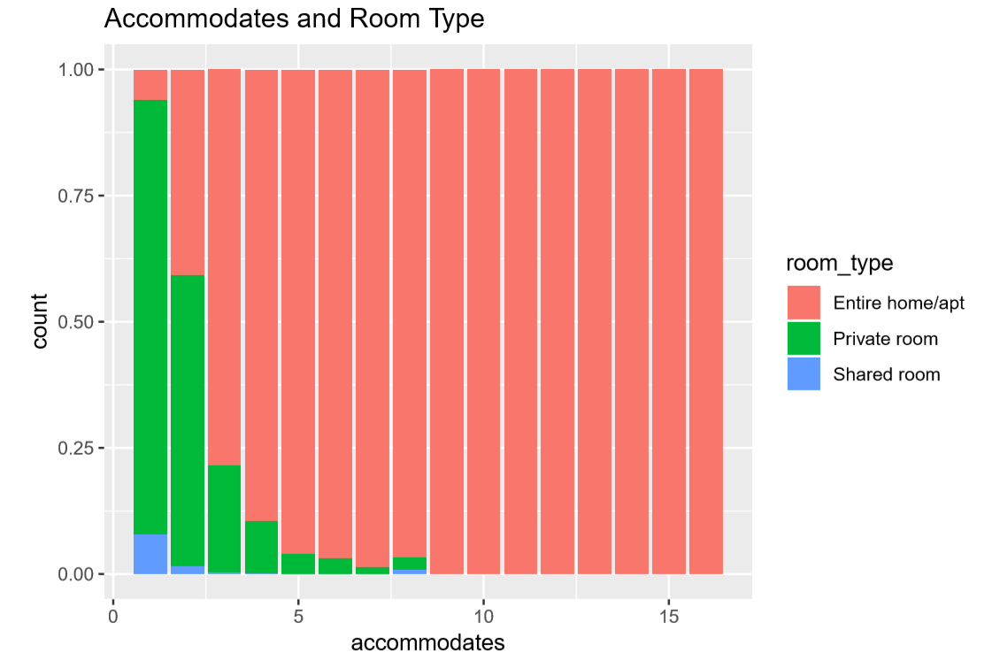 Accommodates and Room Type
1.00
0.75
0.50
0.25
0.00
count
0 5 10 15
accommodates
room_type
Entire home/apt
Private room
Shared room